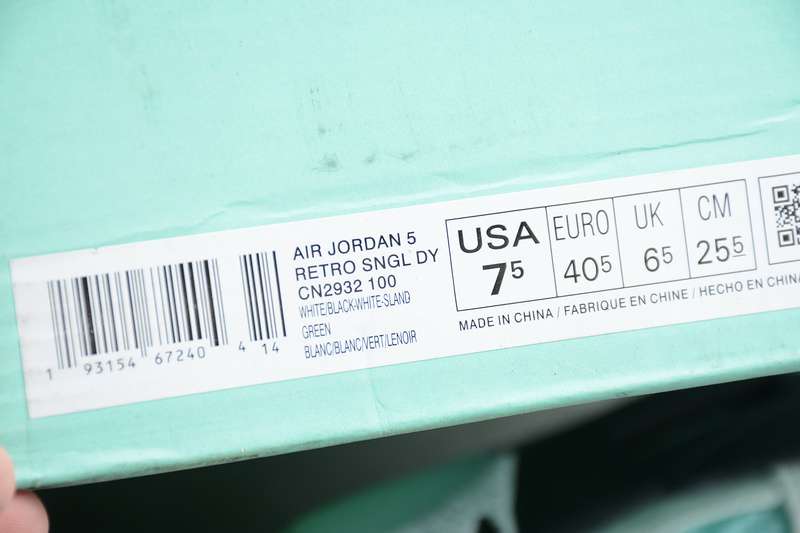 1 93154 67240 4 14
AIR JORDAN 5
RETRO SNGL DY
CN2932 100
WHITE/BLACK-WHITE-SLAND
GREEN
BLANC/BLANC/VERT/LENOIR
USA
7⁵
EURO
40⁵
UK
6⁵
CM
25⁵
MADE IN CHINA / FABRIQUE EN CHINE / HECHO EN CHINA